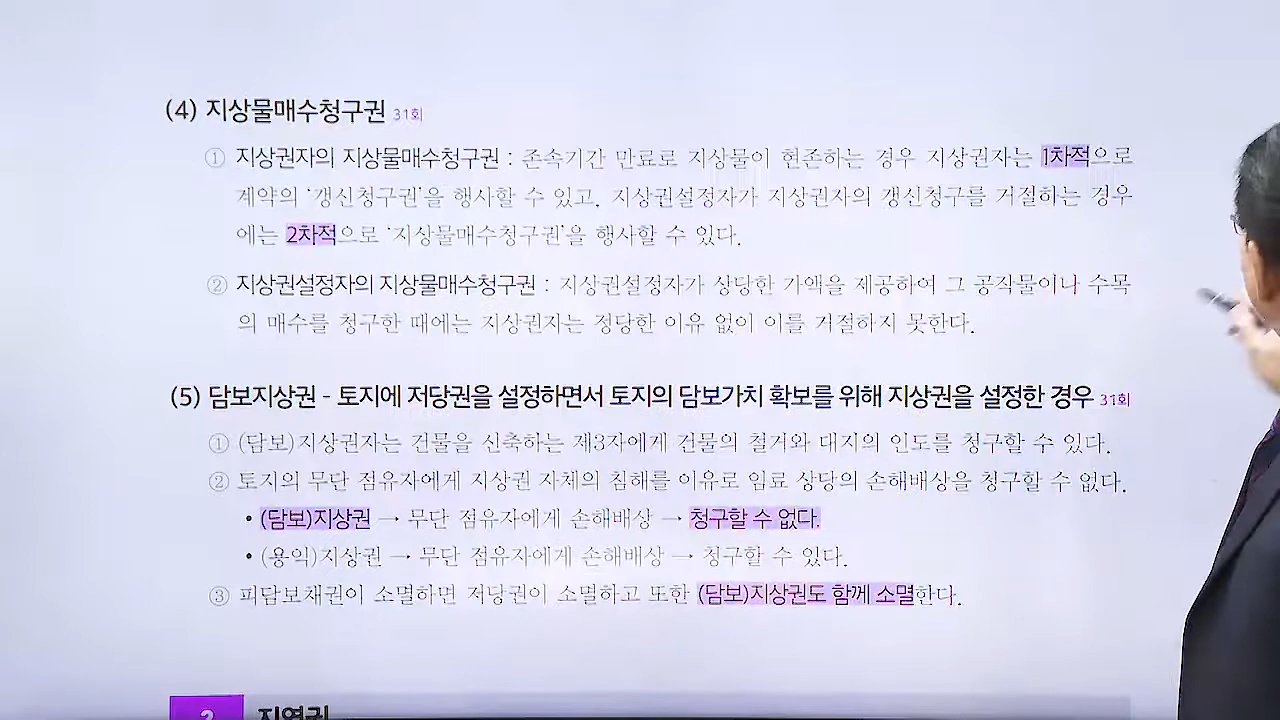 (4) 지상물매수청구권 31회
① 지상권자의 지상물매수청구권 : 존속기간 만료로 지상물이 현존하는 경우 지상권자는 1차적으로
계약의 '갱신청구권'을 행사할 수 있고, 지상권설정자가 지상권자의 갱신청구를 거절하는 경우
에는 2차적으로 '지상물매수청구권'을 행사할 수 있다.
② 지상권설정자의 지상물매수청구권 : 지상권설정자가 상당한 가액을 제공하여 그 공작물이나 수목
의 매수를 청구한 때에는 지상권자는 정당한 이유 없이 이를 거절하지 못한다.
(5) 담보지상권 - 토지에 저당권을 설정하면서 토지의 담보가치 확보를 위해 지상권을 설정한 경우 31회
① (담보)지상권자는 건물을 신축하는 제3자에게 건물의 철거와 대지의 인도를 청구할 수 있다.
② 토지의 무단 점유자에게 지상권 자체의 침해를 이유로 임료 상당의 손해배상을 청구할 수 없다.
• (담보)지상권 → 무단 점유자에게 손해배상 → 청구할 수 없다.
• (용익)지상권 → 무단 점유자에게 손해배상 → 청구할 수 있다.
③ 피담보채권이 소멸하면 저당권이 소멸하고 또한 (담보)지상권도 함께 소멸한다.
2 지역권